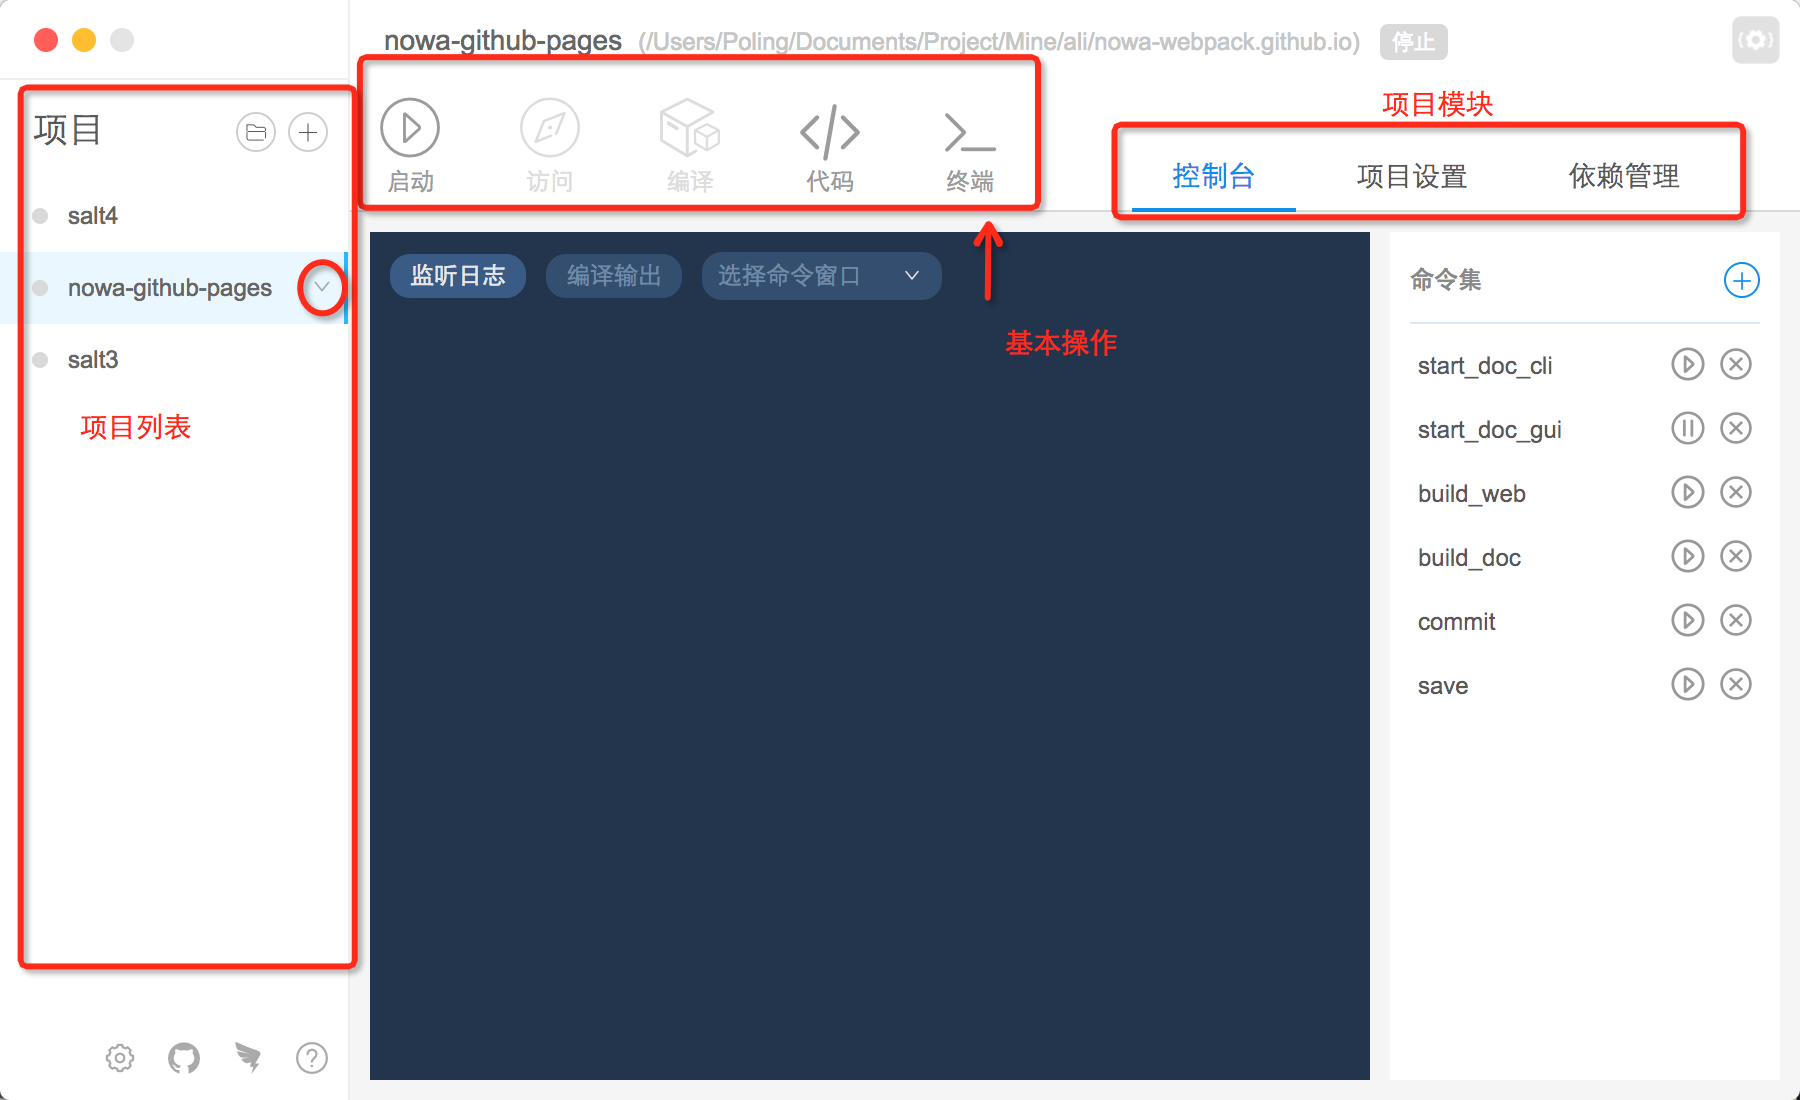 nowa-github-pages (/Users/Poling/Documents/Project/Mine/ali/nowa-webpack.github.io) 停止
项目
启动 访问 编译 代码 终端
项目模块
控制台 项目设置 依赖管理
salt4
nowa-github-pages
salt3
项目列表
监听日志 编译输出 选择命令窗口
基本操作
命令集
start_doc_cli
start_doc_gui
build_web
build_doc
commit
save